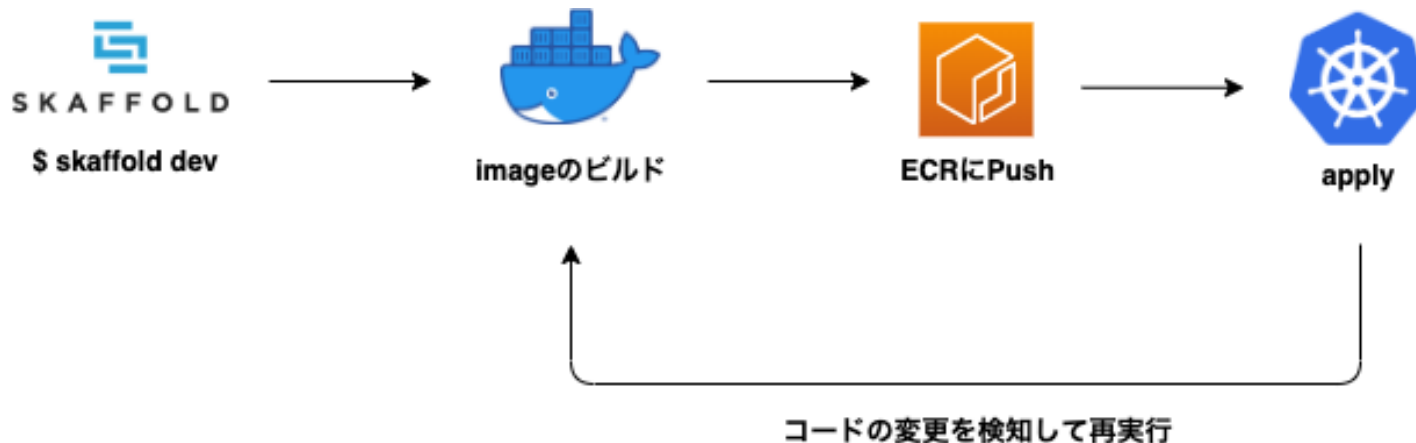 SKAFFOLD
$ skaffold dev
imageのビルド
ECRにPush
apply
コードの変更を検知して再実行